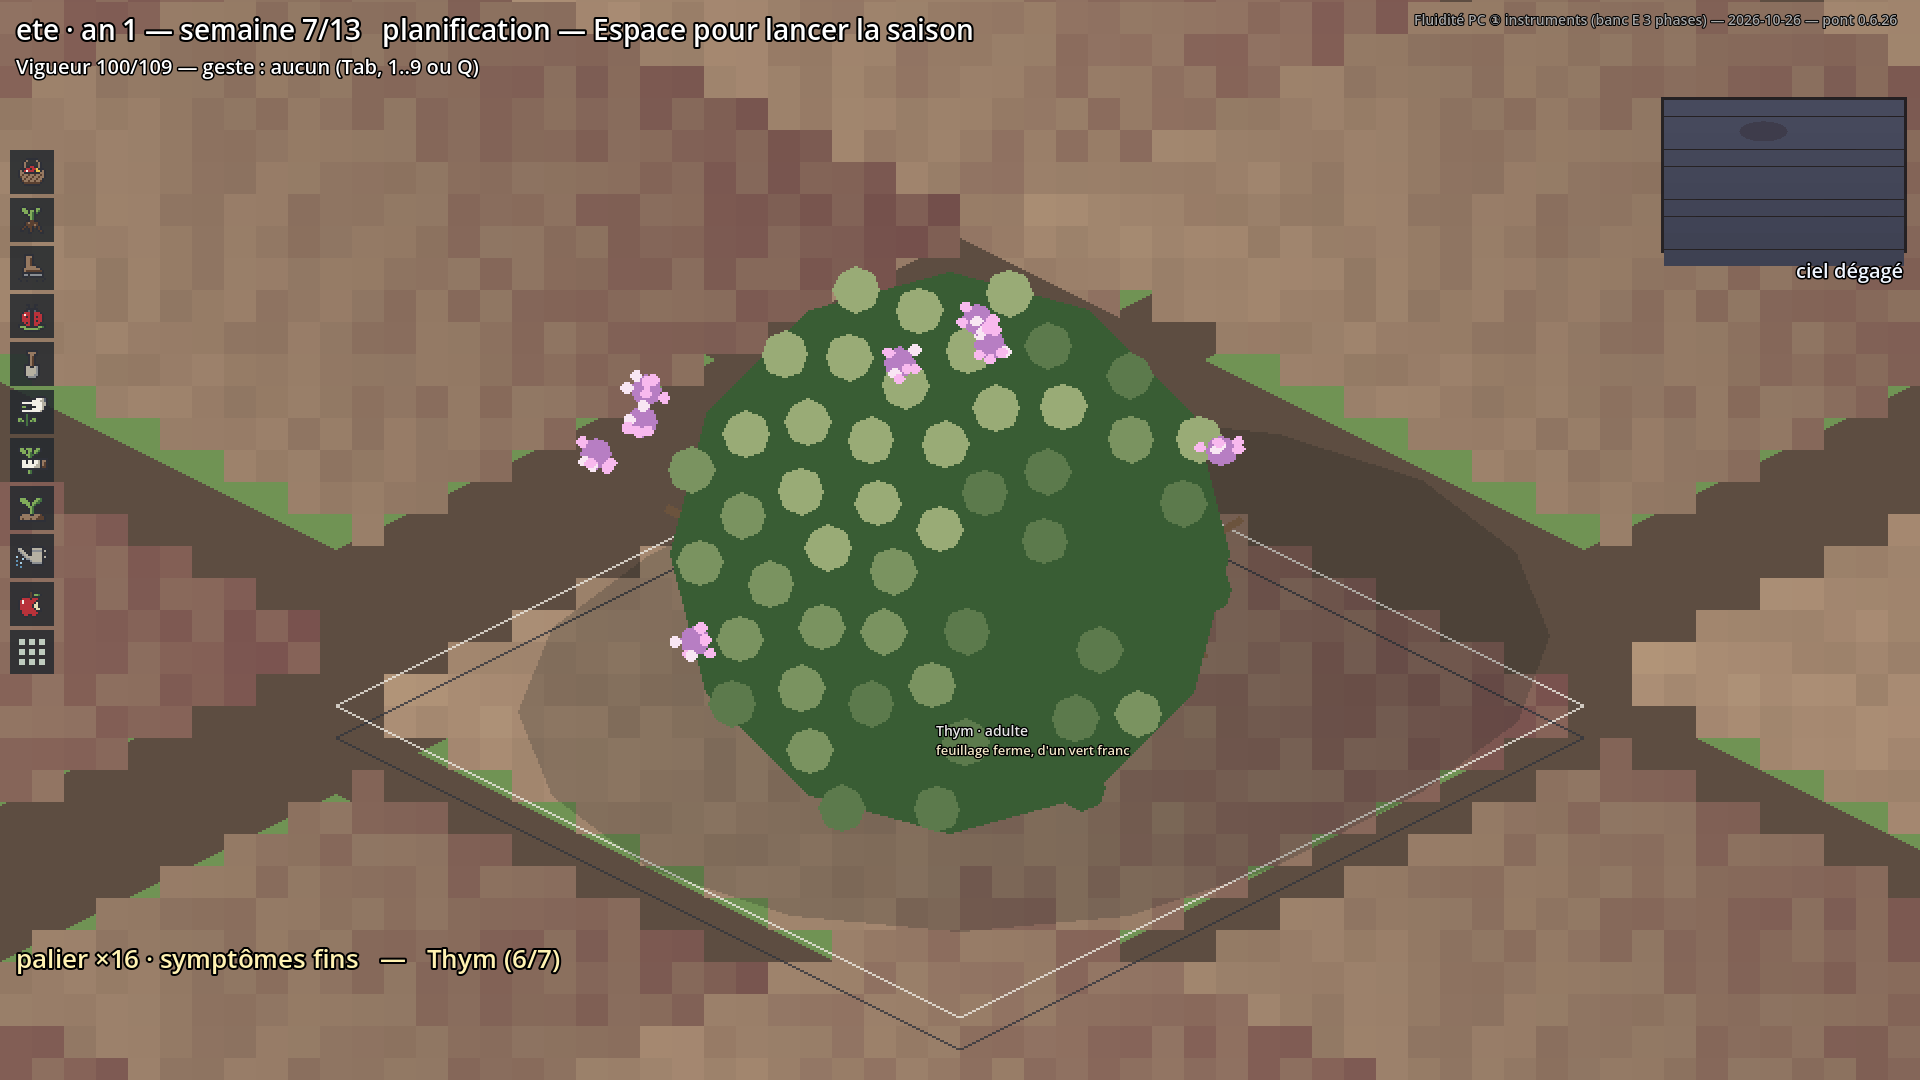 ete · an 1 — semaine 7/13 planification — Espace pour lancer la saison
Fluidité PC ① instruments (banc E 3 phases) — 2026-10-26 — pont 0.6.26
Vigueur 100/109 — geste : aucun (Tab, 1..9 ou Q)
ciel dégagé
Thym · adulte
feuillage ferme, d'un vert franc
palier ×16 · symptômes fins — Thym (6/7)